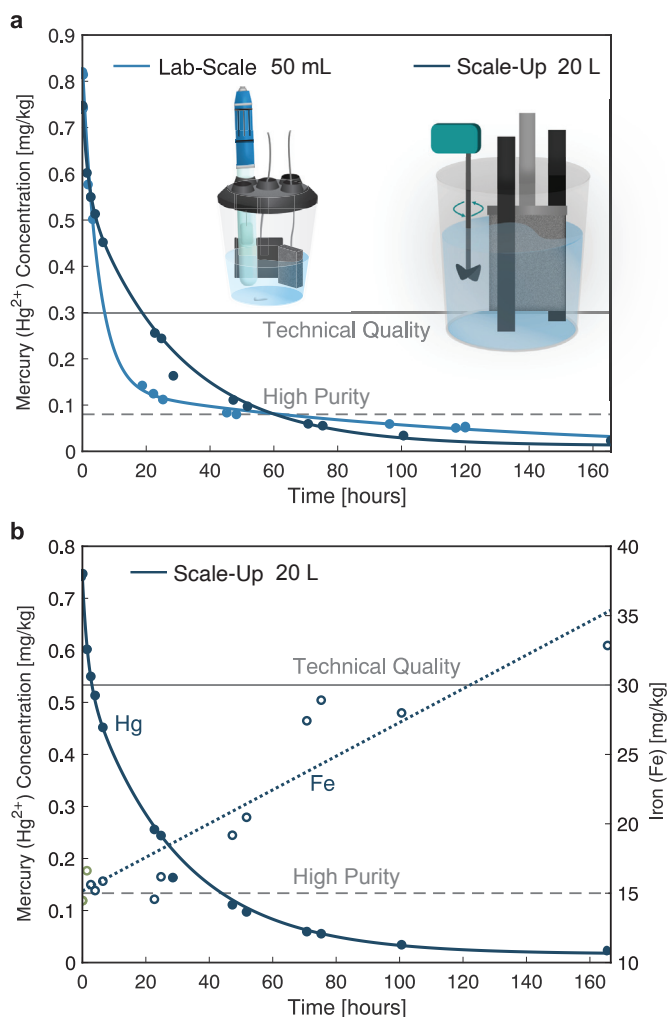 a
0.9
0.8
0.7
0.6
0.5
0.4
0.3
0.2
0.1
0
Mercury (Hg²⁺) Concentration [mg/kg]
Lab-Scale 50 mL
Scale-Up 20 L
Technical Quality
High Purity
0 20 40 60 80 100 120 140 160
Time [hours]
b
0.8
0.7
0.6
0.5
0.4
0.3
0.2
0.1
0
Mercury (Hg²⁺) Concentration [mg/kg]
Scale-Up 20 L
Technical Quality
Hg
Fe
High Purity
40
35
30
25
20
15
10
Iron (Fe) [mg/kg]
0 20 40 60 80 100 120 140 160
Time [hours]